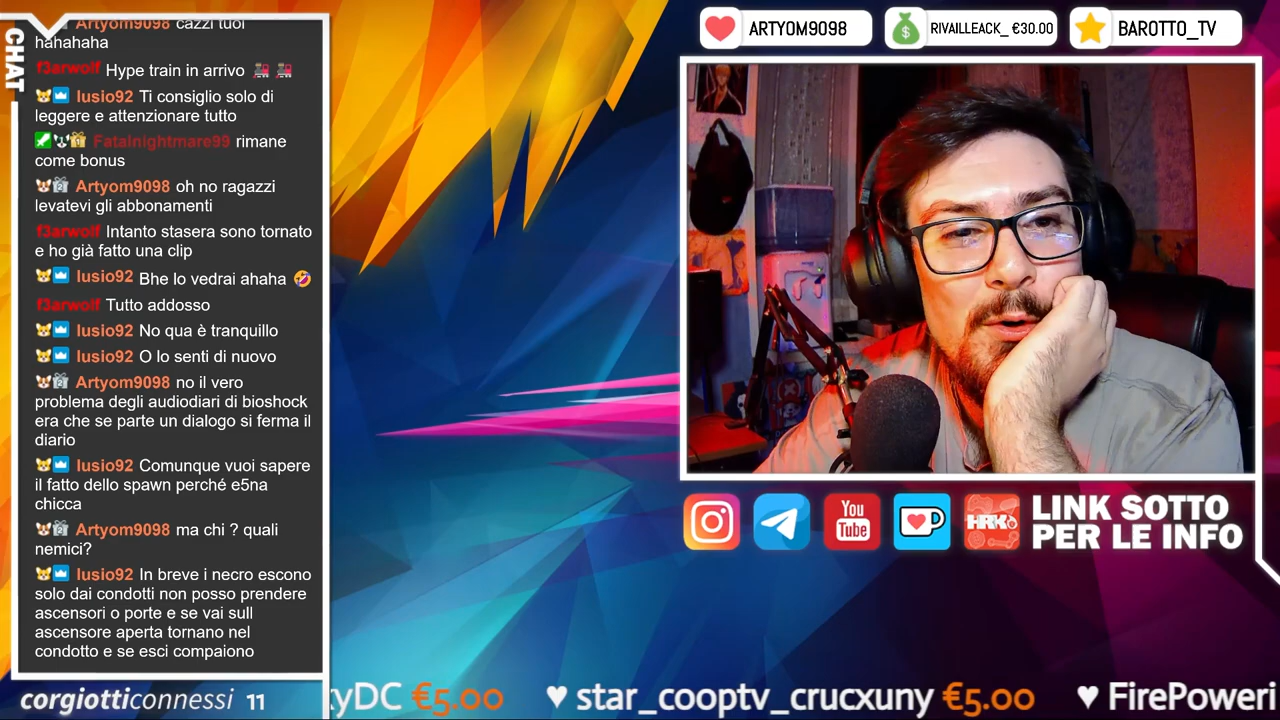 CHAT
Artyom9098 cazzi tuoi
hahahaha
f3arwolf Hype train in arrivo
lusio92 Ti consiglio solo di
leggere e attenzionare tutto
Fatalnightmare99 rimane
come bonus
Artyom9098 oh no ragazzi
levatevi gli abbonamenti
f3arwolf Intanto stasera sono tornato
e ho già fatto una clip
lusio92 Bhe lo vedrai ahaha
f3arwolf Tutto addosso
lusio92 No qua è tranquillo
lusio92 O lo senti di nuovo
Artyom9098 no il vero
problema degli audiodiari di bioshock
era che se parte un dialogo si ferma il
diario
lusio92 Comunque vuoi sapere
il fatto dello spawn perché e5na
chicca
Artyom9098 ma chi ? quali
nemici?
lusio92 In breve i necro escono
solo dai condotti non posso prendere
ascensori o porte e se vai sull
ascensore aperta tornano nel
condotto e se esci compaiono
corgiotticonnessi 11
ARTYOM9098
RIVAILLEACK_ €30.00
BAROTTO_TV
You
Tube
HRK
LINK SOTTO
PER LE INFO
yDC €5.00 ♥ star_cooptv_crucxuny €5.00 ♥ FirePoweri